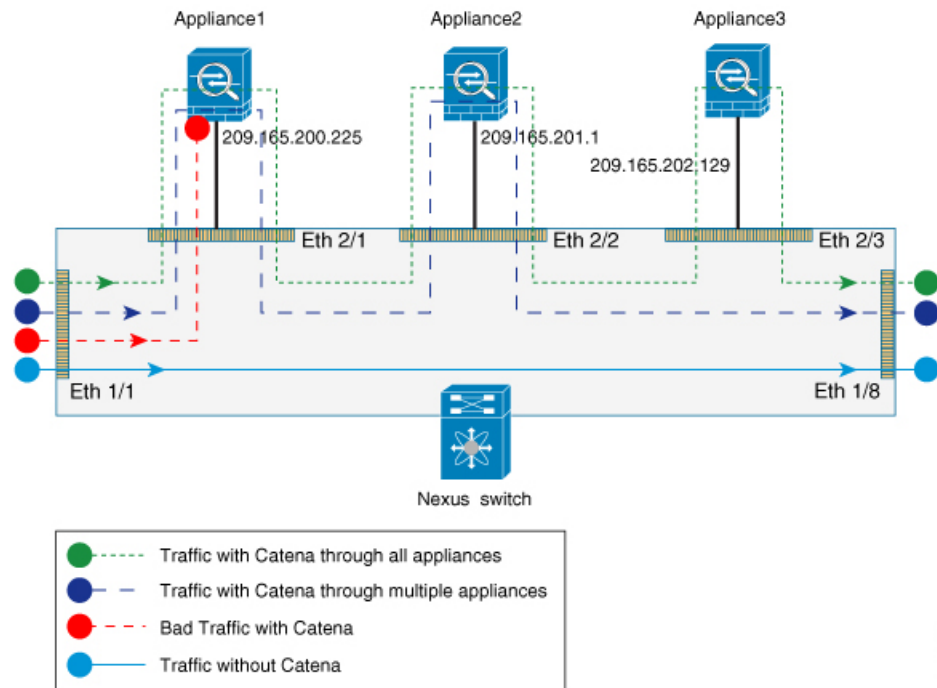 Appliance1
Appliance2
Appliance3
209.165.200.225
209.165.201.1
209.165.202.129
Eth 2/1
Eth 2/2
Eth 2/3
Eth 1/1
Eth 1/8
Nexus switch
Traffic with Catena through all appliances
Traffic with Catena through multiple appliances
Bad Traffic with Catena
Traffic without Catena